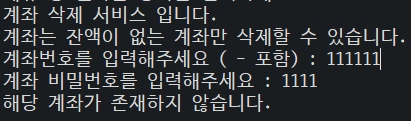 계좌 삭제 서비스 입니다.
계좌는 잔액이 없는 계좌만 삭제할 수 있습니다.
계좌번호를 입력해주세요 ( - 포함) : 111111
계좌 비밀번호를 입력해주세요 : 1111
해당 계좌가 존재하지 않습니다.